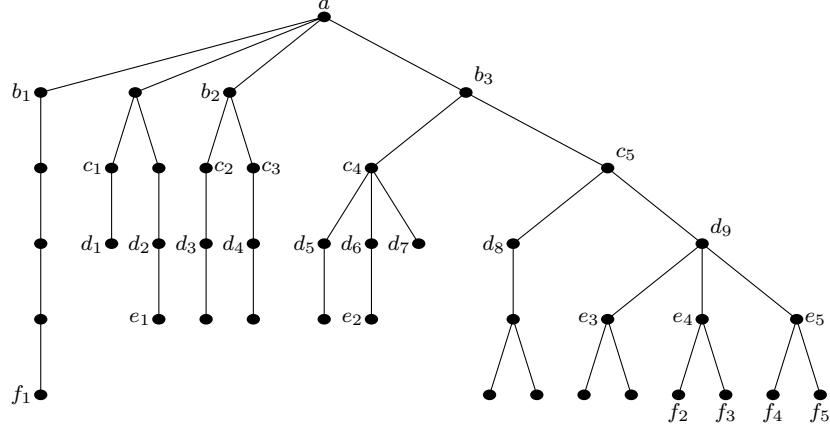 a
b₁ b₂ b₃
c₁ c₂ c₃ c₄ c₅
d₁ d₂ d₃ d₄ d₅ d₆ d₇ d₈ d₉
e₁ e₂ e₃ e₄ e₅
f₁
f₂ f₃ f₄ f₅